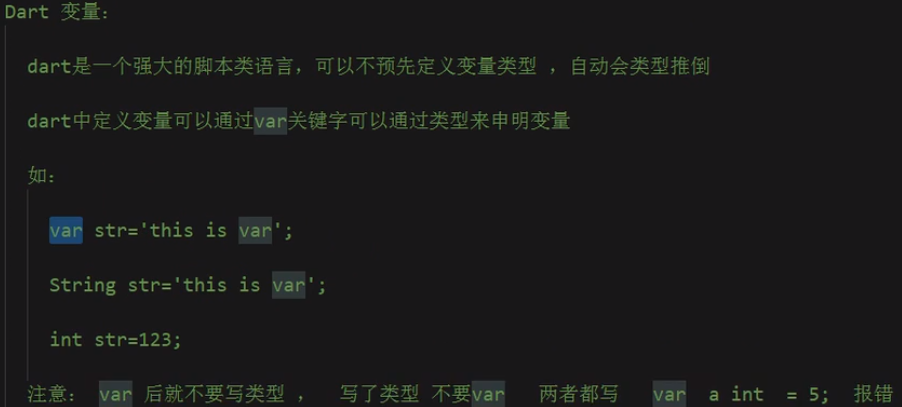 Dart 变量：
dart是一个强大的脚本类语言，可以不预先定义变量类型 ，自动会类型推倒
dart中定义变量可以通过var关键字可以通过类型来申明变量
如：
var str='this is var';
String str='this is var';
int str=123;
注意： var 后就不要写类型 ， 写了类型 不要var 两者都写 var a int = 5; 报错